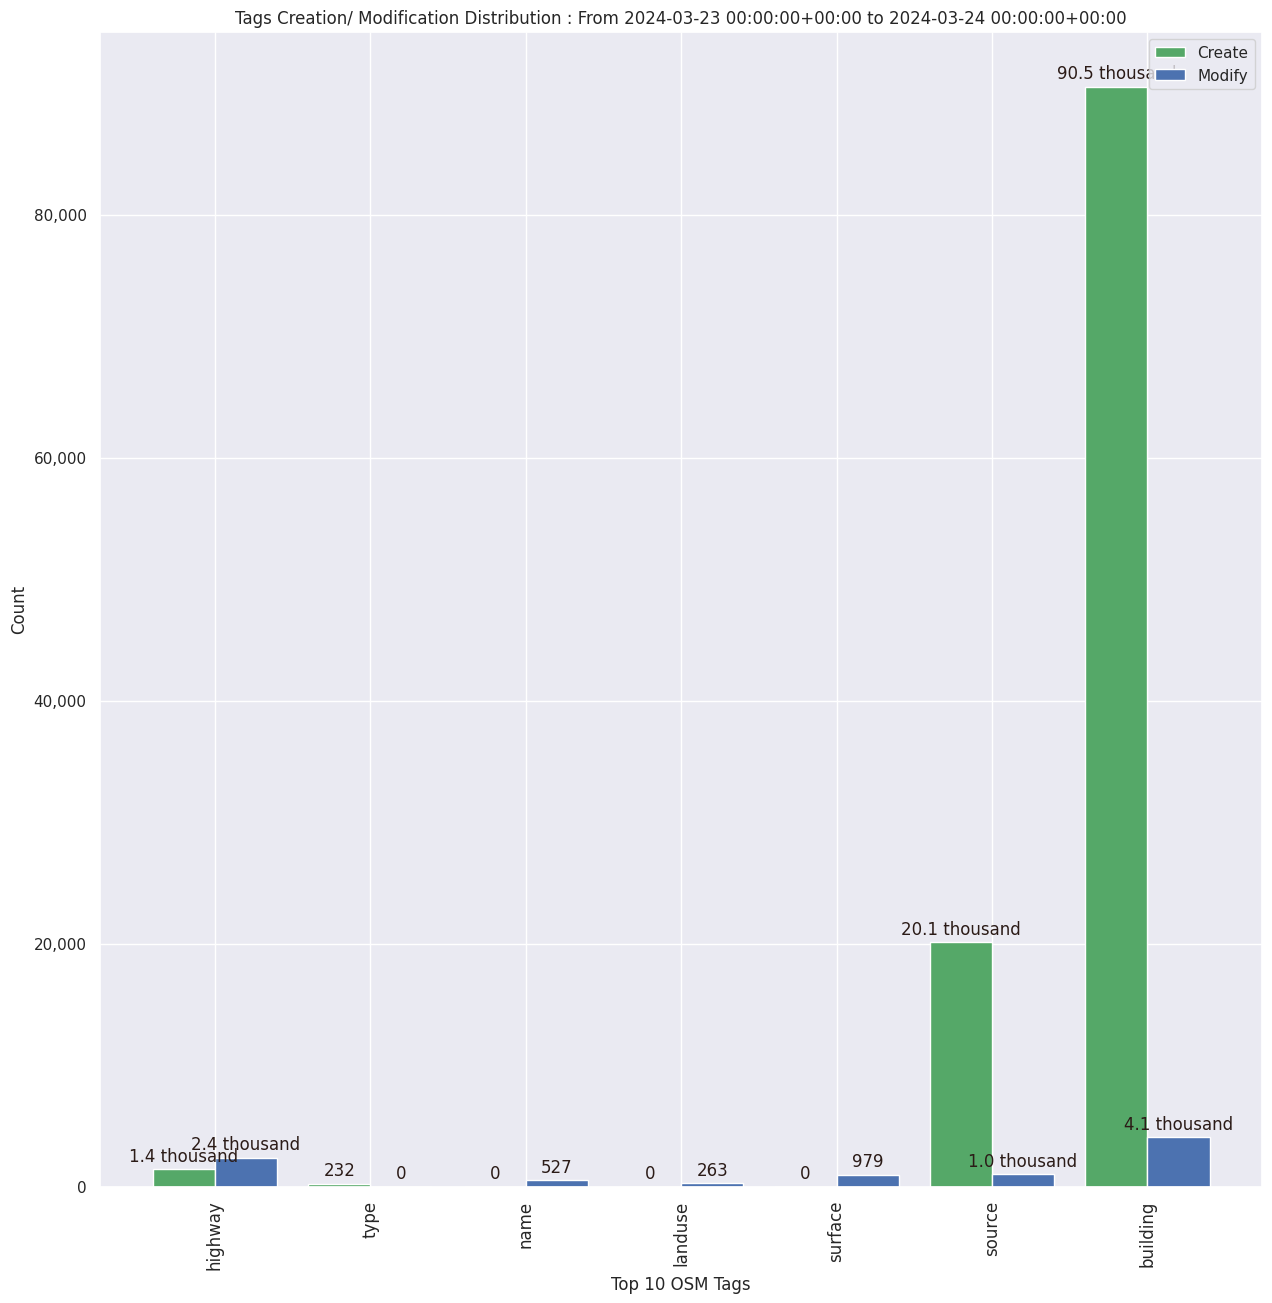 Tags Creation/ Modification Distribution : From 2024-03-23 00:00:00+00:00 to 2024-03-24 00:00:00+00:00
Create
Modify
90.5
80,000
60,000
40,000
20,000
0
Count
20.1 thousand
4.1 thousand
2.4 thousand
1.4 thousand
232
0
0
527
0
263
0
979
1.0 thousand
highway
type
name
landuse
surface
source
building
Top 10 OSM Tags